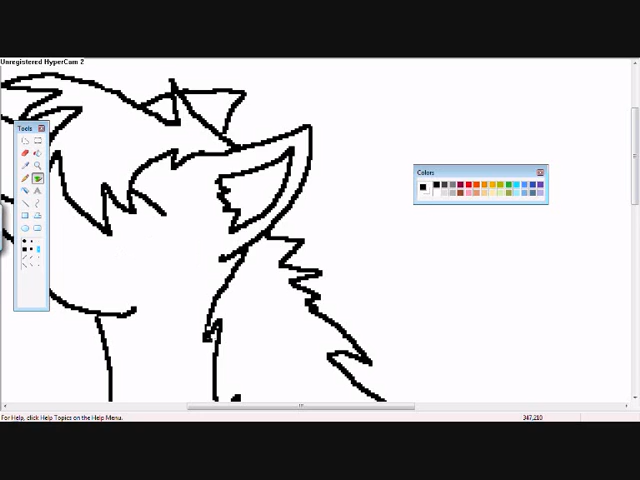 Unregistered HyperCam 2
Tools
Colors
For Help, click Help Topics on the Help Menu.
347,210